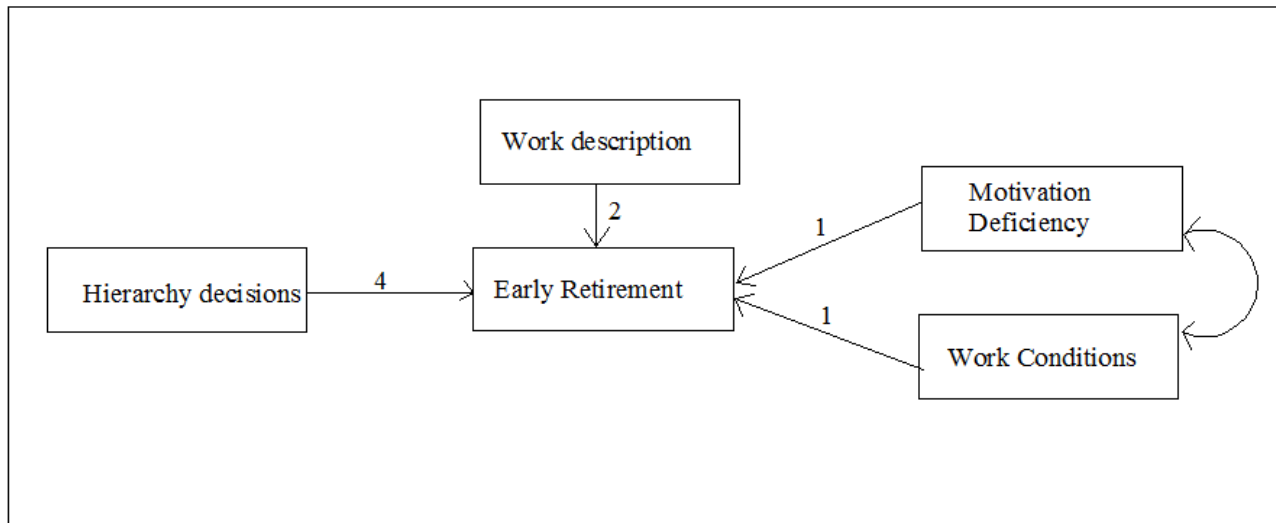 Work description
2
Motivation
Deficiency
1
Hierarchy decisions
4
Early Retirement
1
Work Conditions